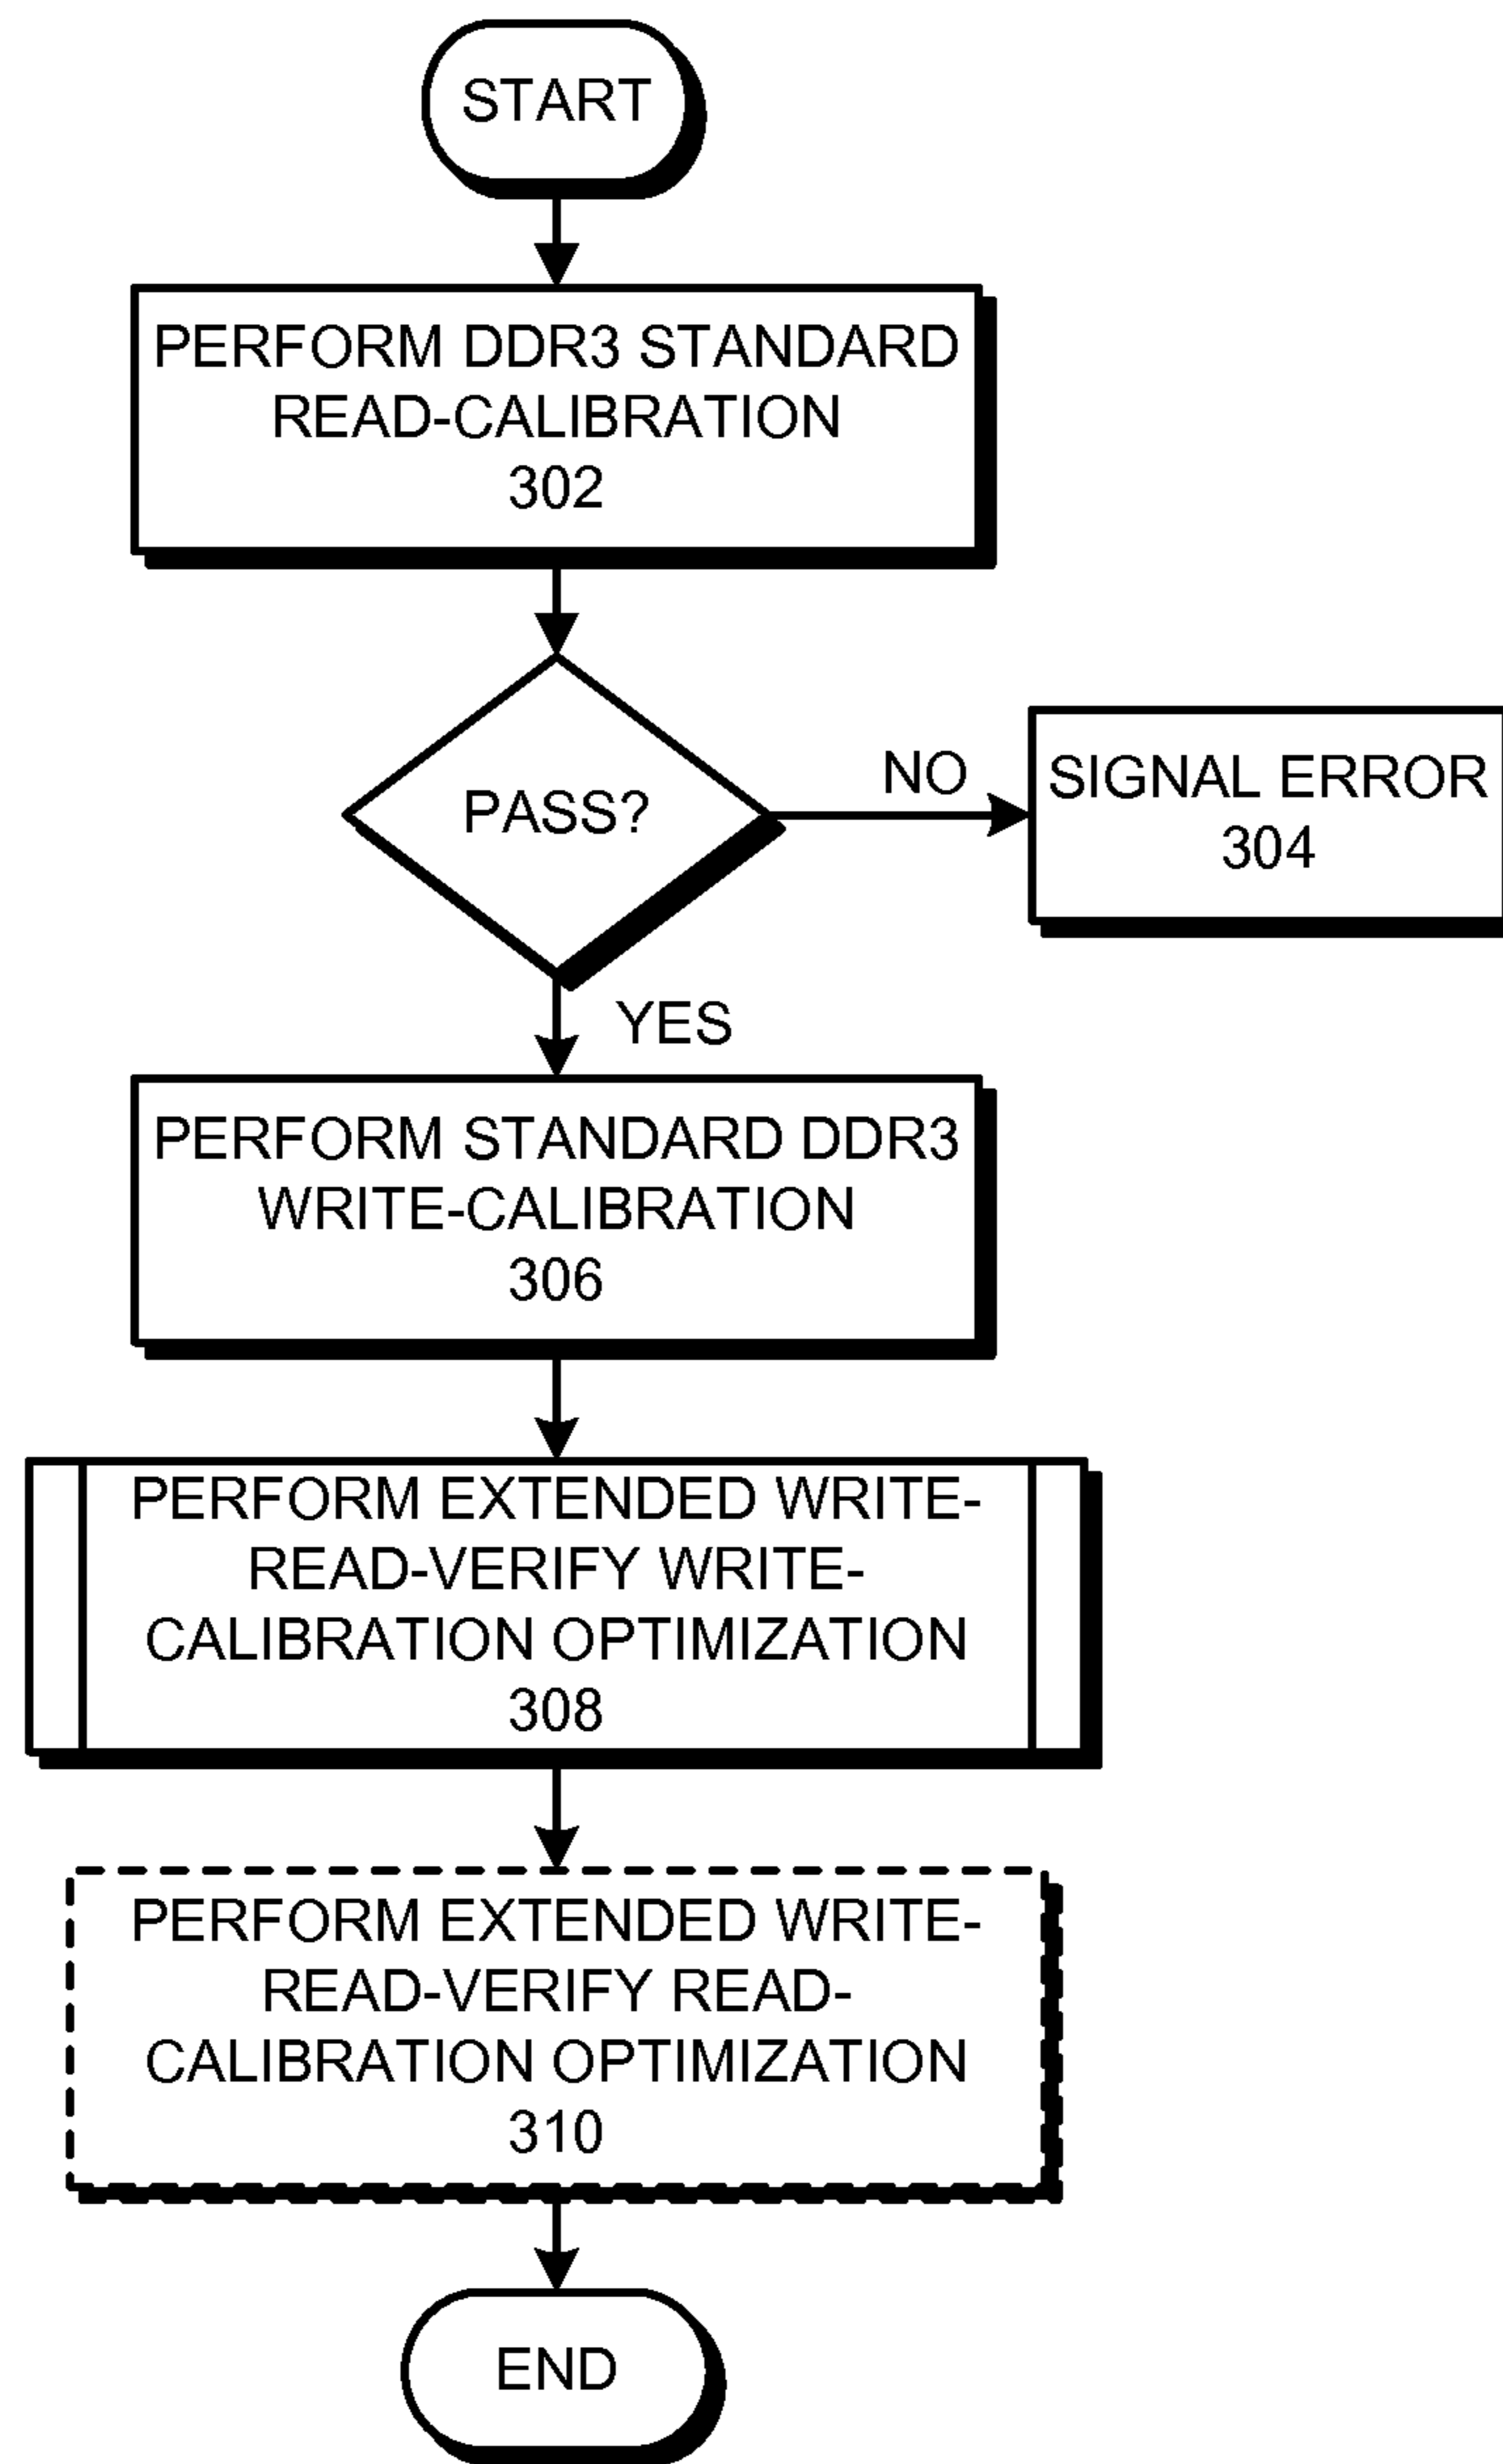 START
PERFORM DDR3 STANDARD
READ-CALIBRATION
302
PASS?
NO
SIGNAL ERROR
304
YES
PERFORM STANDARD DDR3
WRITE-CALIBRATION
306
PERFORM EXTENDED WRITE-
READ-VERIFY WRITE-
CALIBRATION OPTIMIZATION
308
PERFORM EXTENDED WRITE-
READ-VERIFY READ-
CALIBRATION OPTIMIZATION
310
END